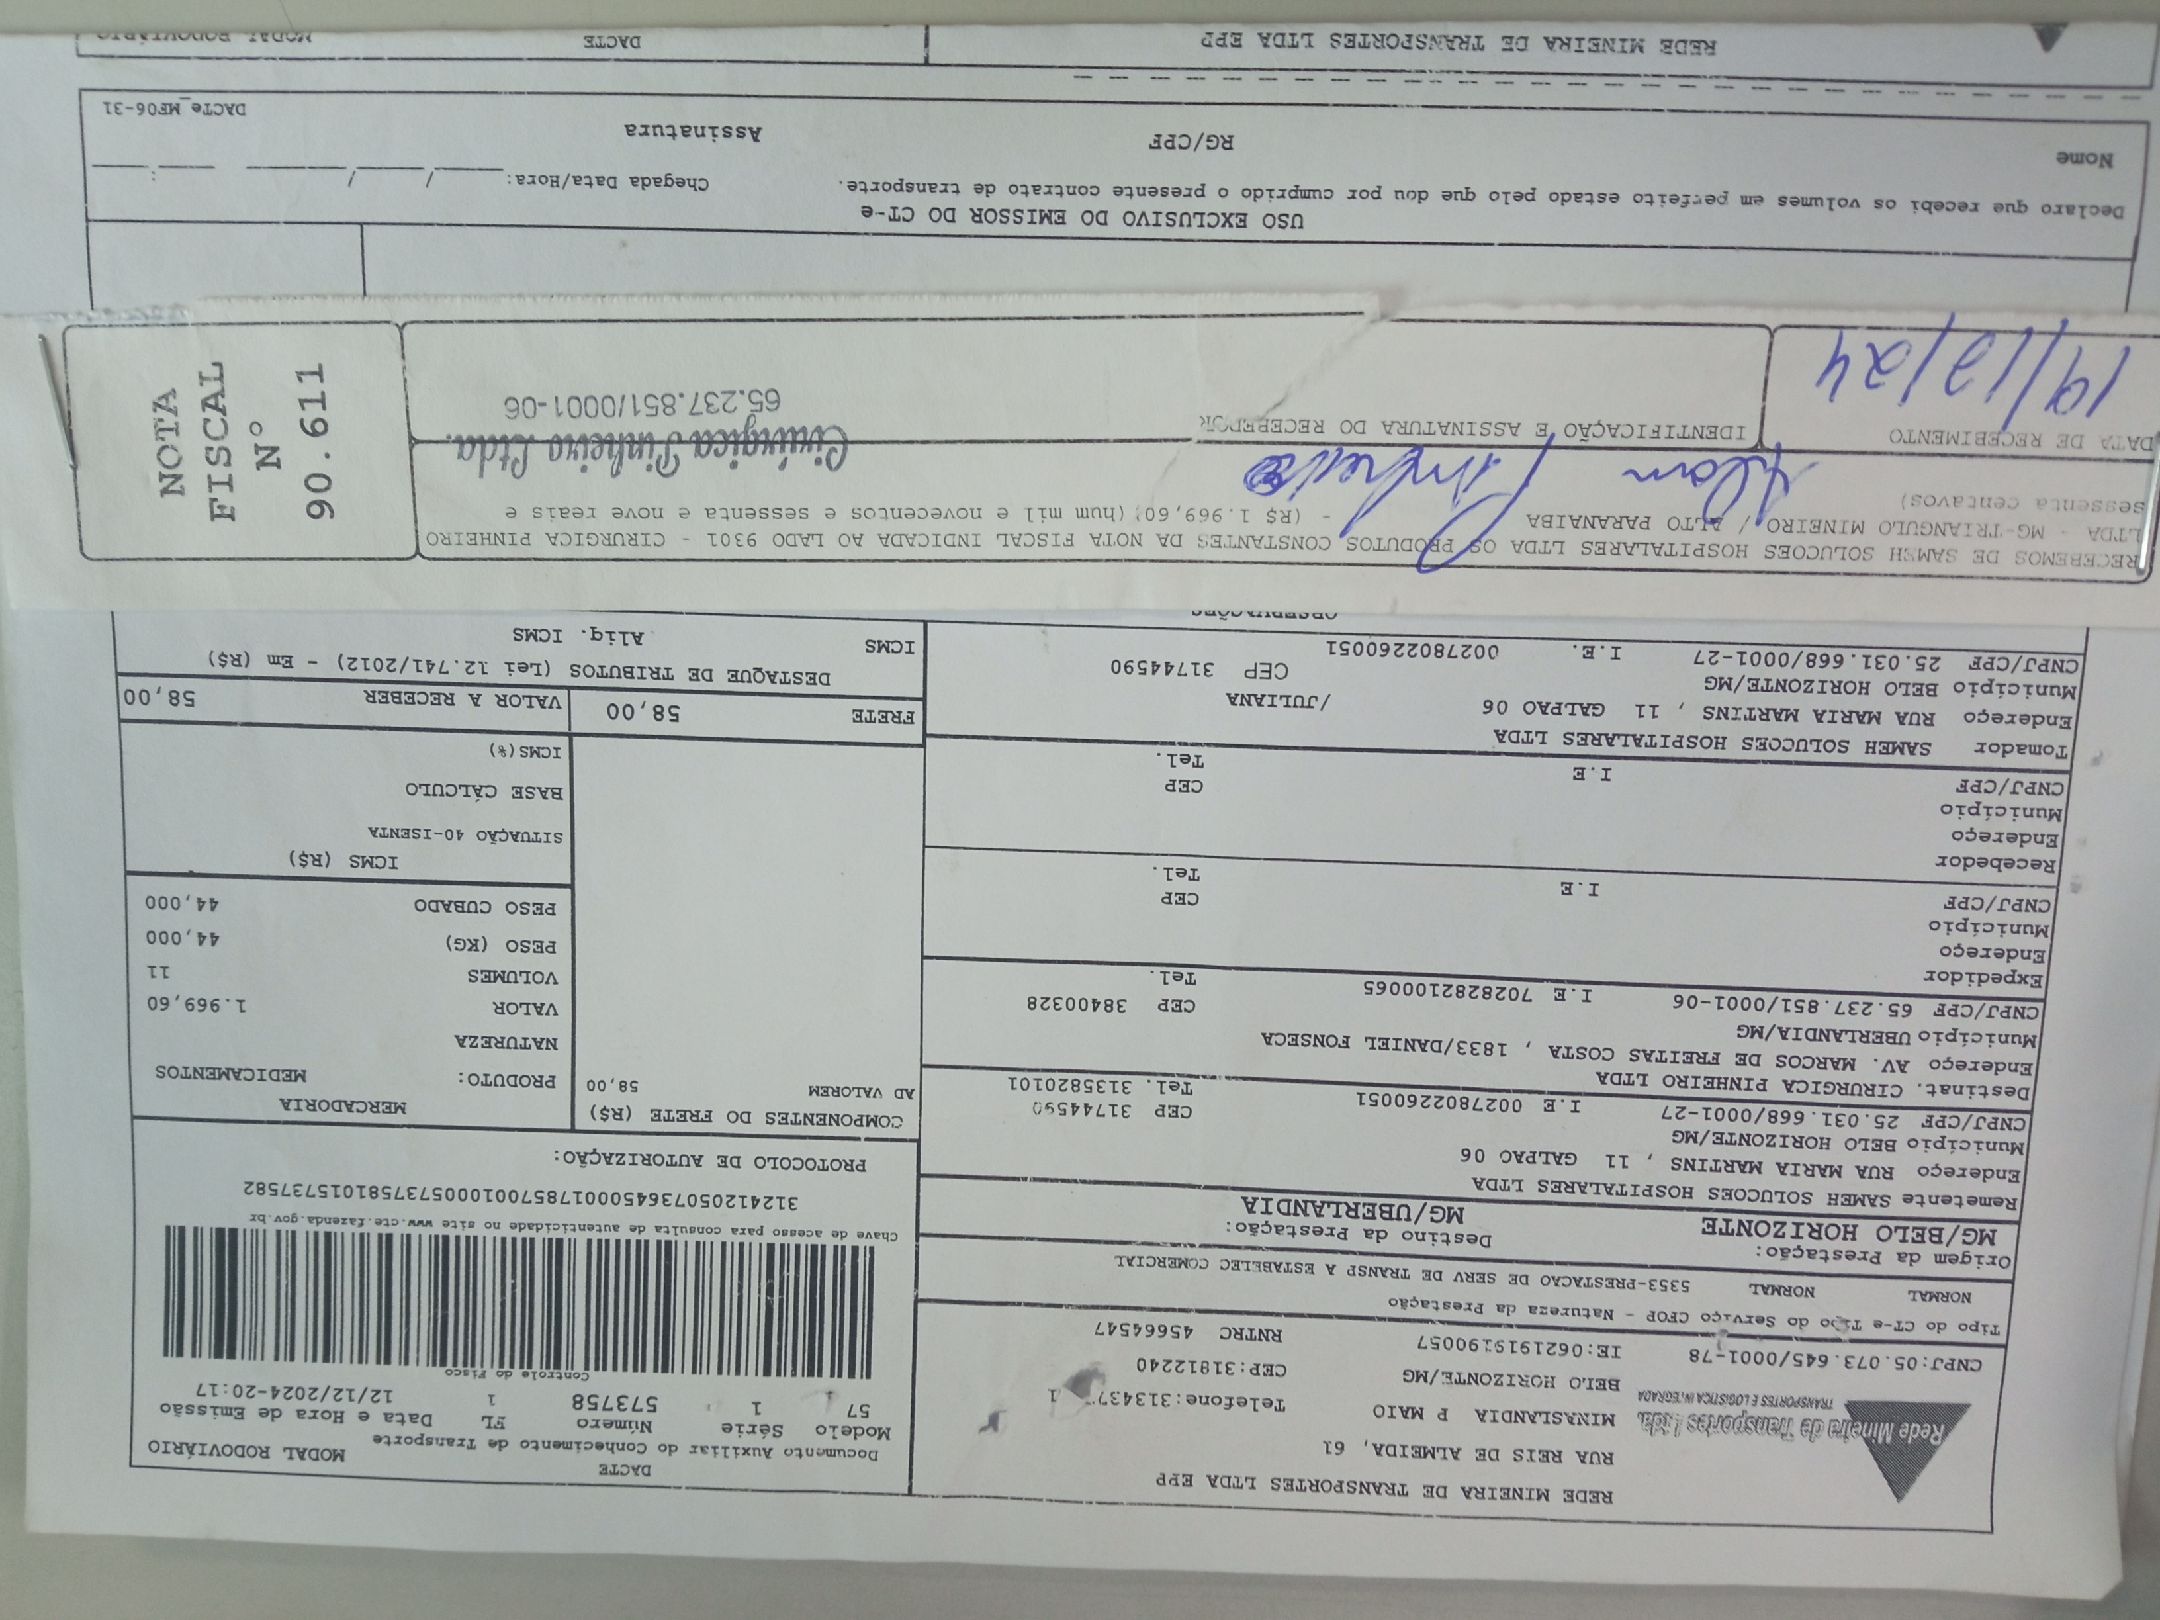 REDE MINEIRA DE TRANSPORTES LTDA EPP
RUA REIS DE ALMEIDA, 61
MINASLANDIA P MAIO
BELO HORIZONTE/MG
CEP:31812240
Rede Mineira de Transportes Ltda.
TRANSPORTES E LOGÍSTICA INTEGRADA
CNPJ:05.073.645/0001-78
RNTRC 45664547
DACTE
MODAL RODOVIÁRIO
Documento Auxiliar do Conhecimento de Transporte
Modelo Série Número FL Data e Hora de Emissão
57 1 573758 1 12/12/2024-20:17
Controle do Fisco
Chave de acesso para consulta de autenticidade no site www.cte.fazenda.gov.br
31241205073645000178570010005737581015737582
PROTOCOLO DE AUTORIZAÇÃO:
Tipo do CT-e Tipo do Serviço CFOP - Natureza da Prestação
NORMAL NORMAL 5353-PRESTACAO DE SERV DE TRANSP A ESTABELEC COMERCIAL
Origem da Prestação: Destino da Prestação:
MG/BELO HORIZONTE MG/UBERLANDIA
Remetente SAMEH SOLUCOES HOSPITALARES LTDA
Endereço RUA MARIA MARTINS , 11 GALPAO 06
Município BELO HORIZONTE/MG CEP 31744590
CNPJ/CPF 25.031.668/0001-27 I.E 0027802260051 Tel. 3135820101
Destinat. CIRURGICA PINHEIRO LTDA
Endereço AV. MARCOS DE FREITAS COSTA , 1833/DANIEL FONSECA
Município UBERLANDIA/MG CEP 38400328
CNPJ/CPF 65.237.851/0001-06 I.E 7028282100065 Tel.
Expedidor
Endereço
Município CEP
CNPJ/CPF I.E Tel.
Recebedor
Endereço
Município CEP
CNPJ/CPF I.E Tel.
Tomador SAMEH SOLUCOES HOSPITALARES LTDA
Endereço RUA MARIA MARTINS , 11 GALPAO 06 /JULIANA
Município BELO HORIZONTE/MG CEP 31744590
CNPJ/CPF 25.031.668/0001-27 I.E. 0027802260051
COMPONENTES DO FRETE (R$)
AD VALOREM 58,00
MERCADORIA
PRODUTO: MEDICAMENTOS
NATUREZA
VALOR 1.969,60
VOLUMES 11
PESO (KG) 44,000
PESO CUBADO 44,000
ICMS (R$)
SITUAÇÃO 40-ISENTA
BASE CÁLCULO
ICMS(%)
FRETE 58,00
VALOR A RECEBER 58,00
DESTAQUE DE TRIBUTOS (Lei 12.741/2012) - Em (R$)
ICMS Aliq. ICMS
OBSERVAÇÕES
RECEBEMOS DE SAMEH SOLUCOES HOSPITALARES LTDA OS PRODUTOS CONSTANTES DA NOTA FISCAL INDICADA AO LADO 9301 - CIRURGICA PINHEIRO
LTDA - MG-TRIANGULO MINEIRO / ALTO PARANAIBA - (R$ 1.969,60) (hum mil e novecentos e sessenta e nove reais e
sessenta centavos)
DATA DE RECEBIMENTO
19/12/24
IDENTIFICAÇÃO E ASSINATURA DO RECEBEDOR
Cirúrgica Pinheiro Ltda.
65.237.851/0001-06
NOTA
FISCAL
N°
90.611
USO EXCLUSIVO DO EMISSOR DO CT-e
Declaro que recebi os volumes em perfeito estado pelo que dou por cumprido o presente contrato de transporte.
Chegada Data/Hora:____/____/____ ____:____
Nome RG/CPF Assinatura
DACTe_MF06-31
REDE MINEIRA DE TRANSPORTES LTDA EPP
DACTE
MODAL RODOVIÁRIO